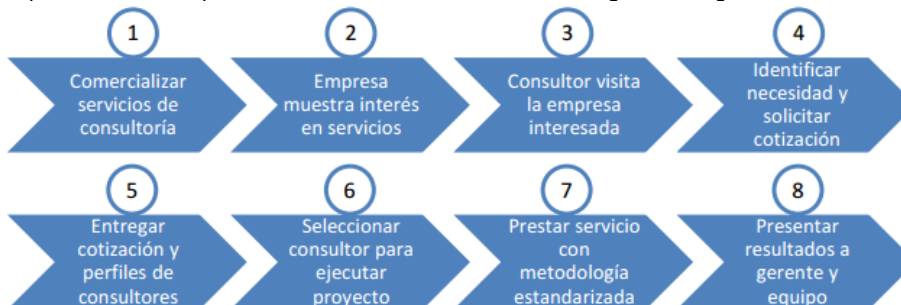 1
Comercializar
servicios de
consultoría
2
Empresa
muestra interés
en servicios
3
Consultor visita
la empresa
interesada
4
Identificar
necesidad y
solicitar
cotización
5
Entregar
cotización y
perfiles de
consultores
6
Seleccionar
consultor para
ejecutar
proyecto
7
Prestar servicio
con
metodología
estandarizada
8
Presentar
resultados a
gerente y
equipo